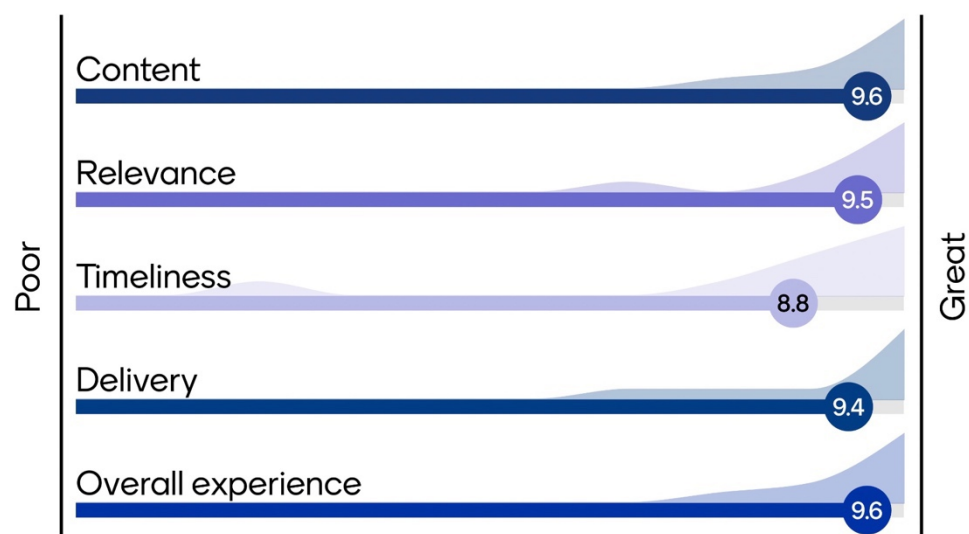 Content
9.6
Relevance
9.5
Poor
Timeliness
8.8
Great
Delivery
9.4
Overall experience
9.6